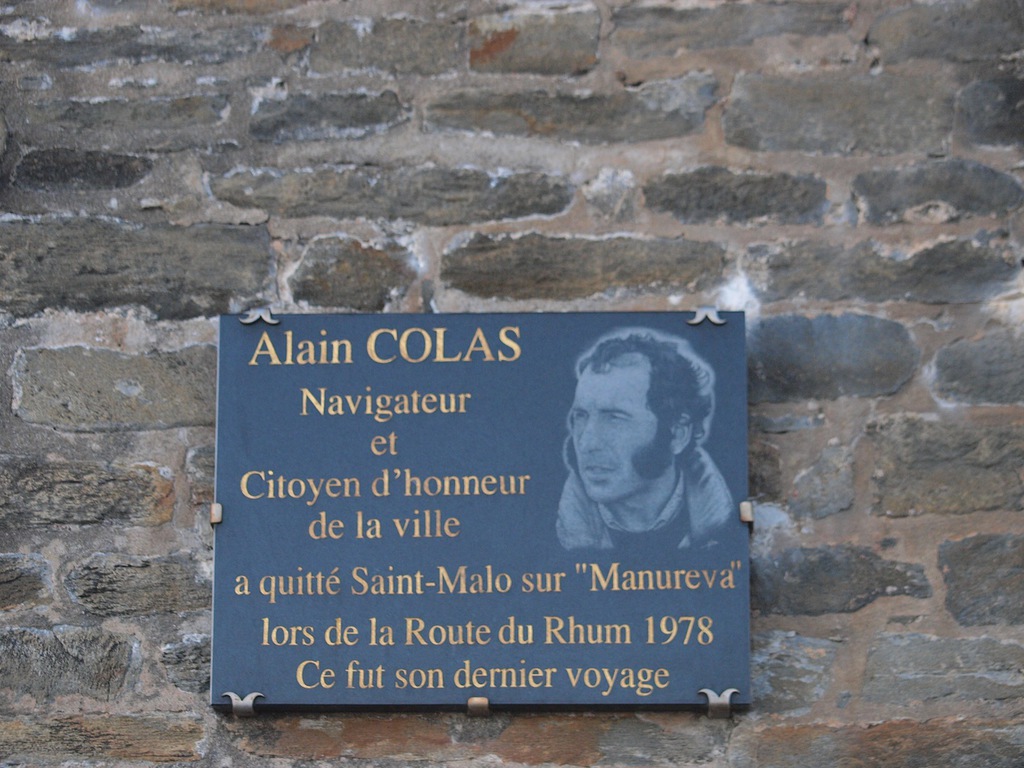 Alain COLAS
Navigateur
et
Citoyen d'honneur
de la ville
a quitté Saint-Malo sur "Manureva"
lors de la Route du Rhum 1978
Ce fut son dernier voyage